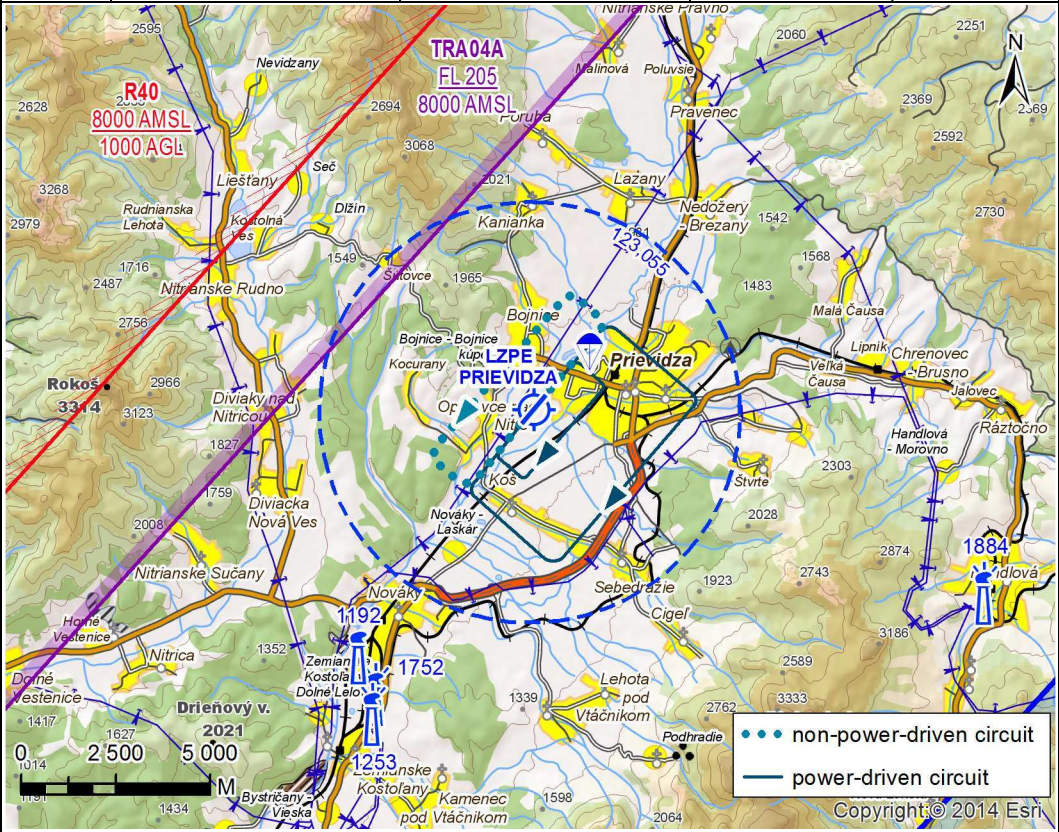 2595
Nevidzany
TRA04A
FL 205
8000 AMSL
Nitrianske Pravno
2060
2251
N
Malinová
Poluvsie
R40
8000 AMSL
1000 AGL
2628
2694
Poruba
Pravenec
2369
2592
3068
Seč
3268
Liešťany
2021
Lazany
2979
Rudnianska
Lehota
Kostolná
Ves
Dlžín
Kanianka
Nedožery
- Brezany
1542
2730
123,055
1716
2487
1549
Šútovce
1965
1568
Nitrianske Rudno
1483
Malá Čausa
2756
Bojnice
Bojnice - Bojnice
kúpe
LZPE
PRIEVIDZA
Prievidza
Lipník
Chrenovec
- Brusno
Veľká
Čausa
Kocurany
Rokoš
3314
2966
3123
Diviaky nad
Nitricou
Jalovec
Ráztočno
1827
Handlová
- Morovno
2303
1759
Koš
Štvrte
Diviacka
Nová Ves
Nováky -
Laskár
2028
2008
2874
1884
Nitrianske Sučany
Sebedražie
1923
2743
Nováky
1192
Cigeľ
Horné
Vestenice
1352
3186
Nitrica
1752
2589
Dolné
Vestenice
Lehota
pod
Vtáčnikom
1339
3333
2762
1417
Drieňový v.
2021
1627
Podhradie
non-power-driven circuit
0
2 500
5 000
M
1253
power-driven circuit
Zemianske
Kostoľany
Bystričany -
Vieska
1434
Kamenec
pod Vtáčnikom
1598
2064
Copyright:© 2014 Esri